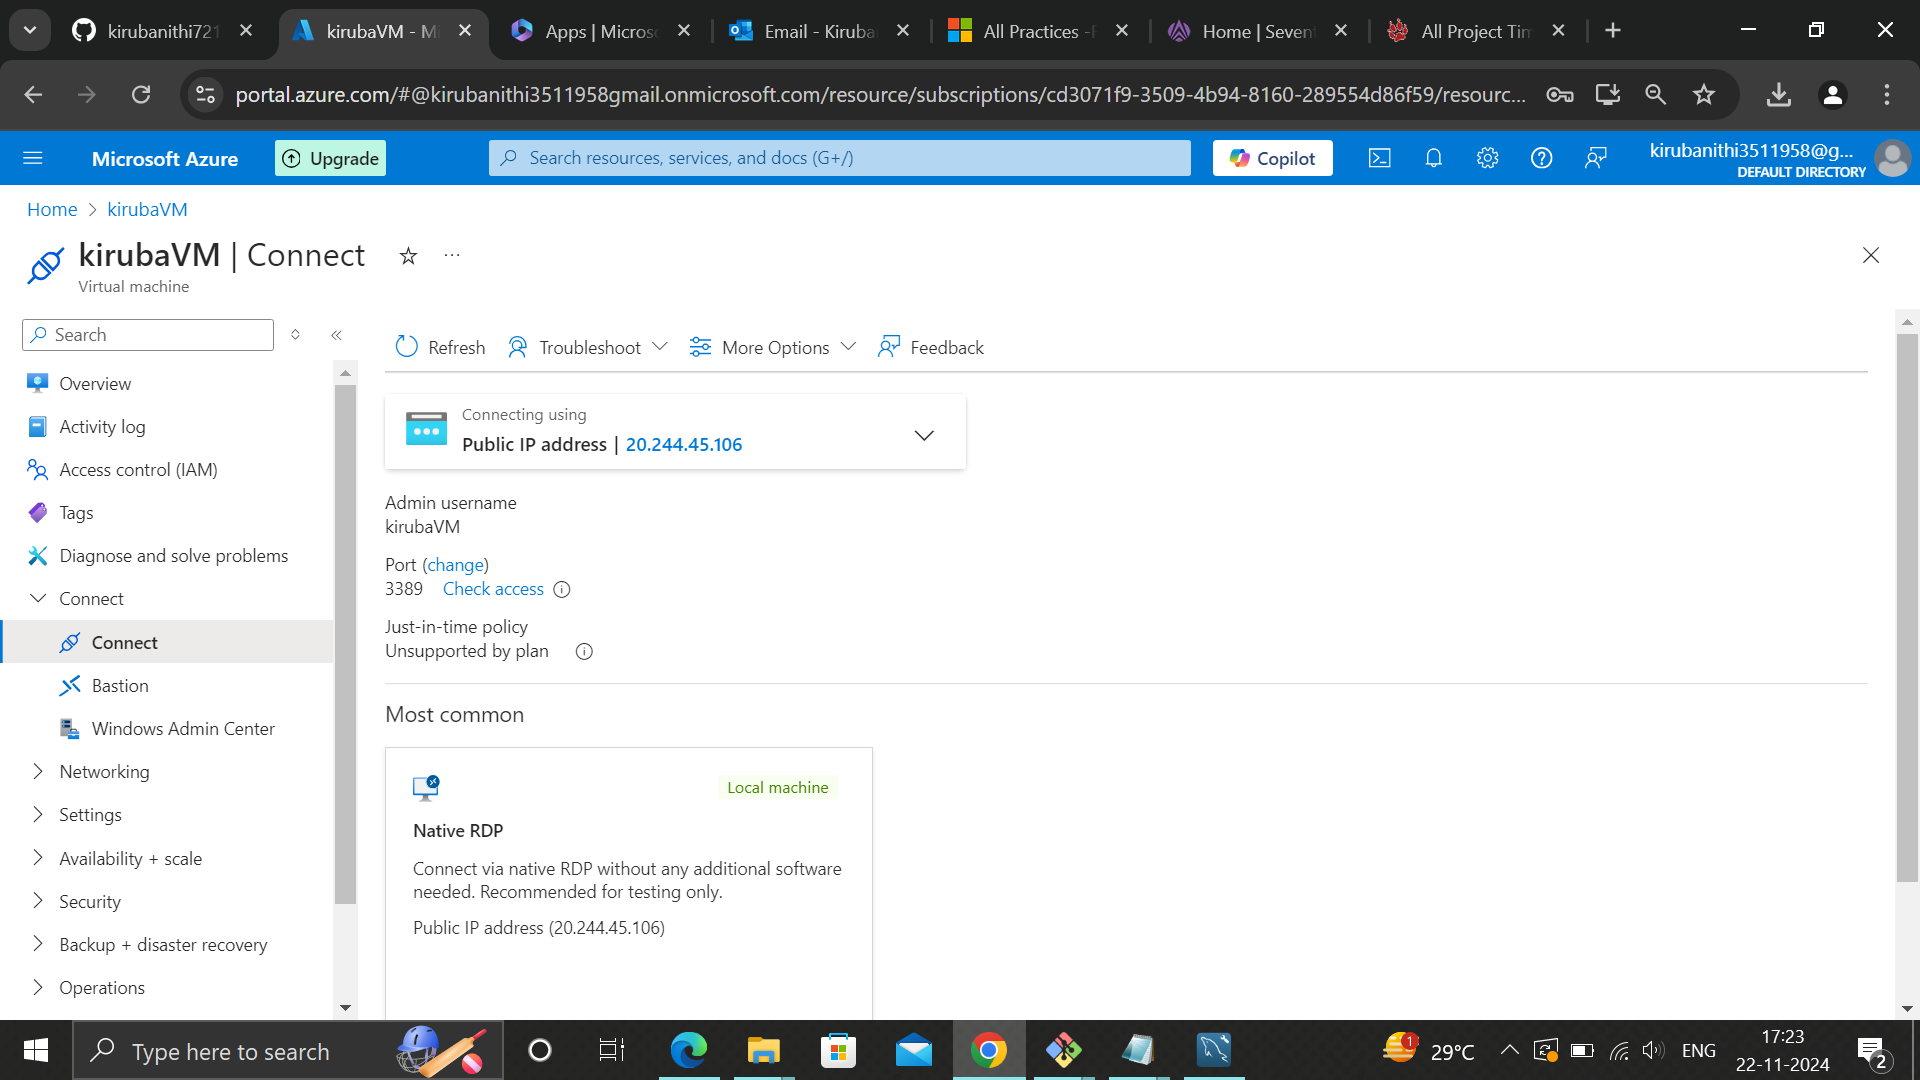 kirubanithi721
kirubaVM - Mi
Apps | Micros
Email - Kiruba
All Practices - P
Home | Sevent
All Project Tim
portal.azure.com/#@kirubanithi3511958gmail.onmicrosoft.com/resource/subscriptions/cd3071f9-3509-4b94-8160-289554d86f59/resourc...
Microsoft Azure
Upgrade
Search resources, services, and docs (G+/)
Copilot
kirubanithi3511958@g...
DEFAULT DIRECTORY
Home > kirubaVM
kirubaVM | Connect
Virtual machine
Search
Overview
Activity log
Access control (IAM)
Tags
Diagnose and solve problems
Connect
Connect
Bastion
Windows Admin Center
Networking
Settings
Availability + scale
Security
Backup + disaster recovery
Operations
Refresh
Troubleshoot
More Options
Feedback
Connecting using
Public IP address | 20.244.45.106
Admin username
kirubaVM
Port (change)
3389 Check access
Just-in-time policy
Unsupported by plan
Most common
Local machine
Native RDP
Connect via native RDP without any additional software
needed. Recommended for testing only.
Public IP address (20.244.45.106)
Type here to search
1
29°C
ENG
17:23
22-11-2024
2